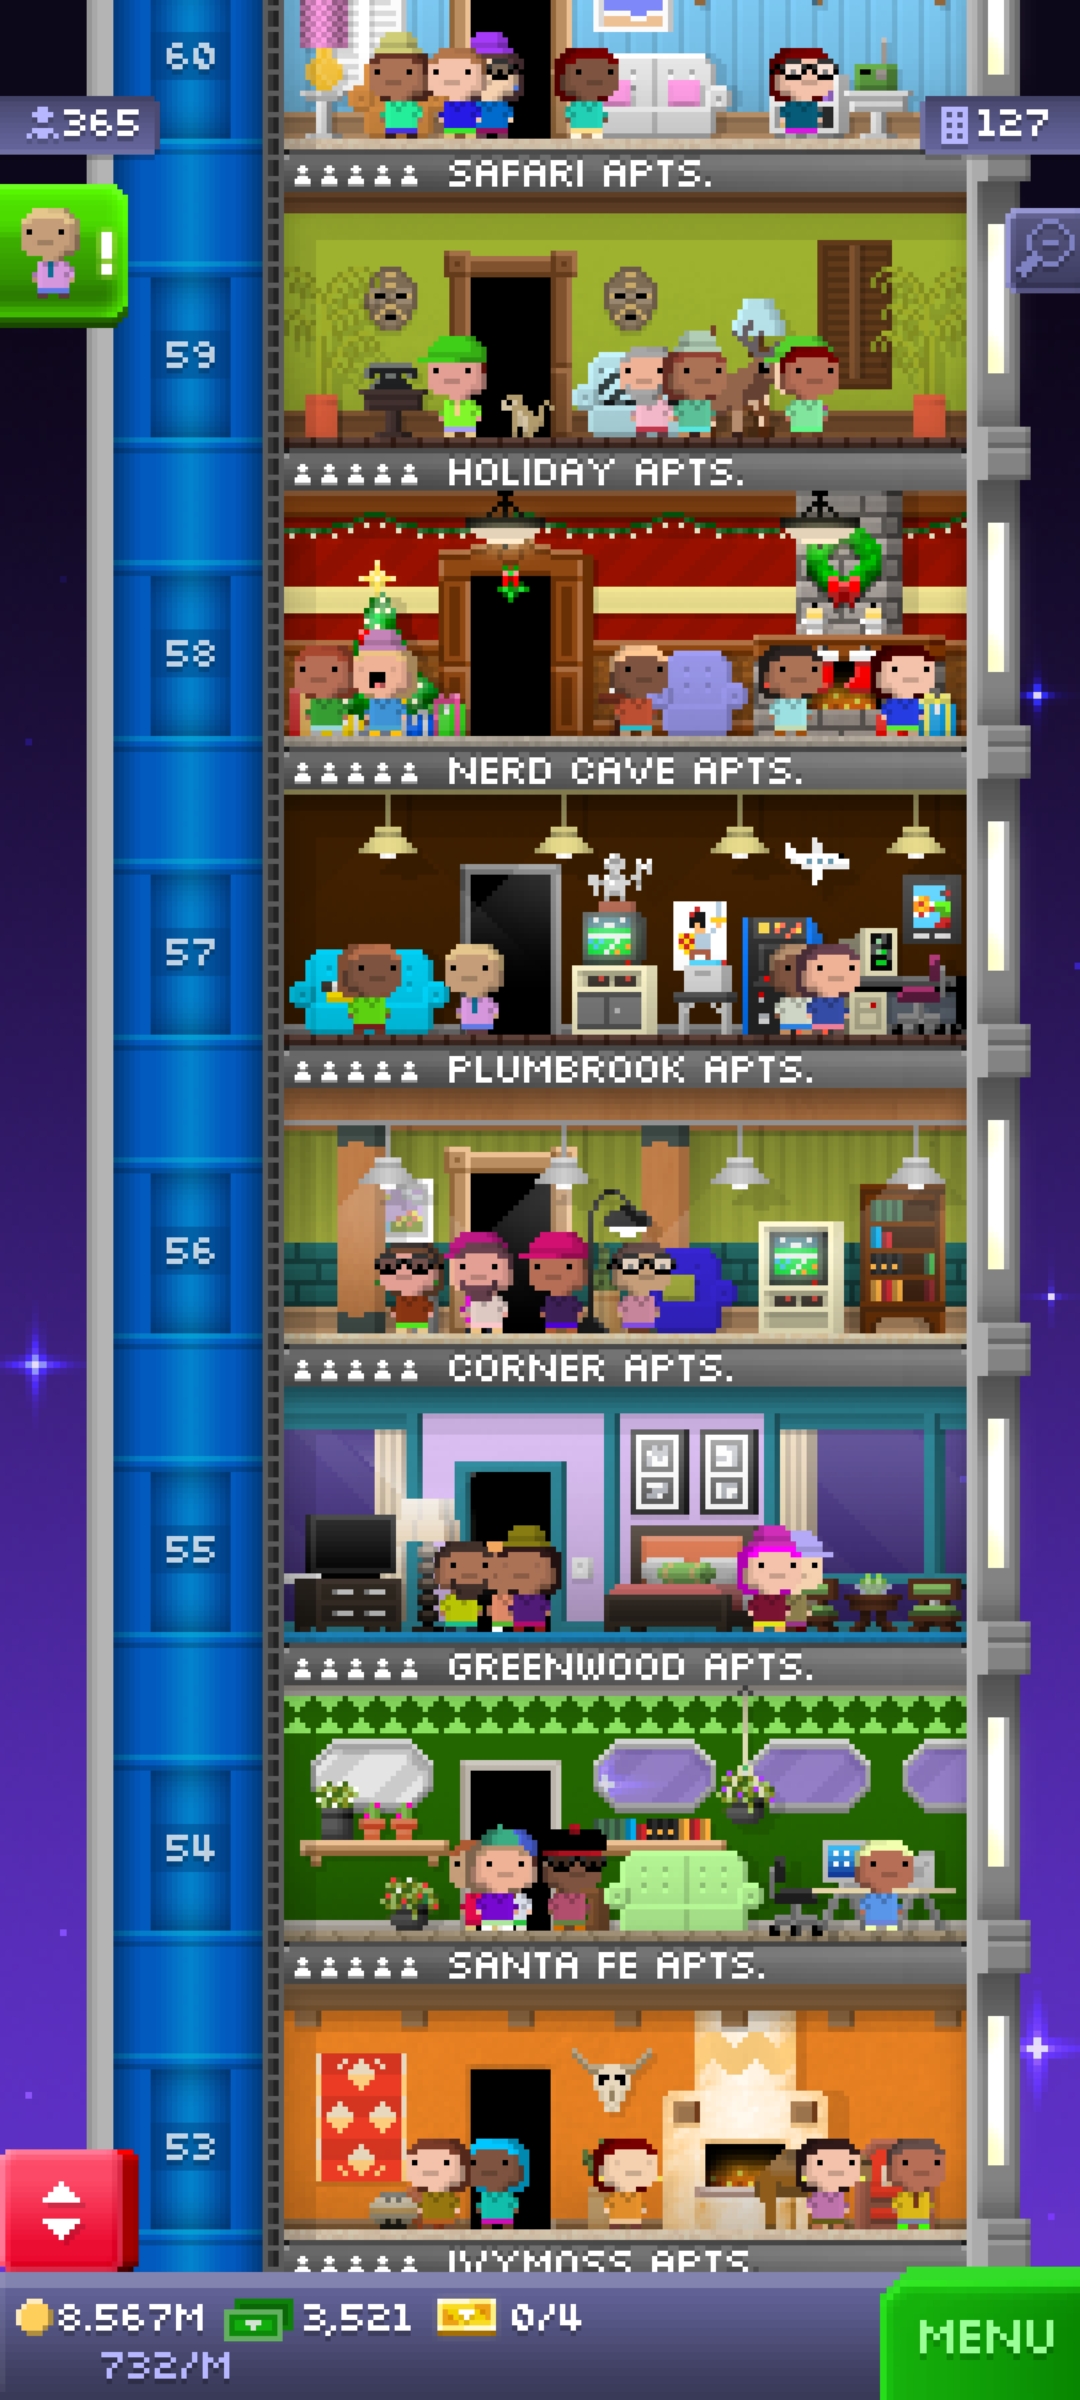 60
365
127
SAFARI APTS.
!
59
HOLIDAY APTS.
58
NERD CAVE APTS.
57
PLUMBROOK APTS.
56
CORNER APTS.
55
GREENWOOD APTS.
54
SANTA FE APTS.
53
APTS.
8.567M 3,521 0/4
732/M
MENU